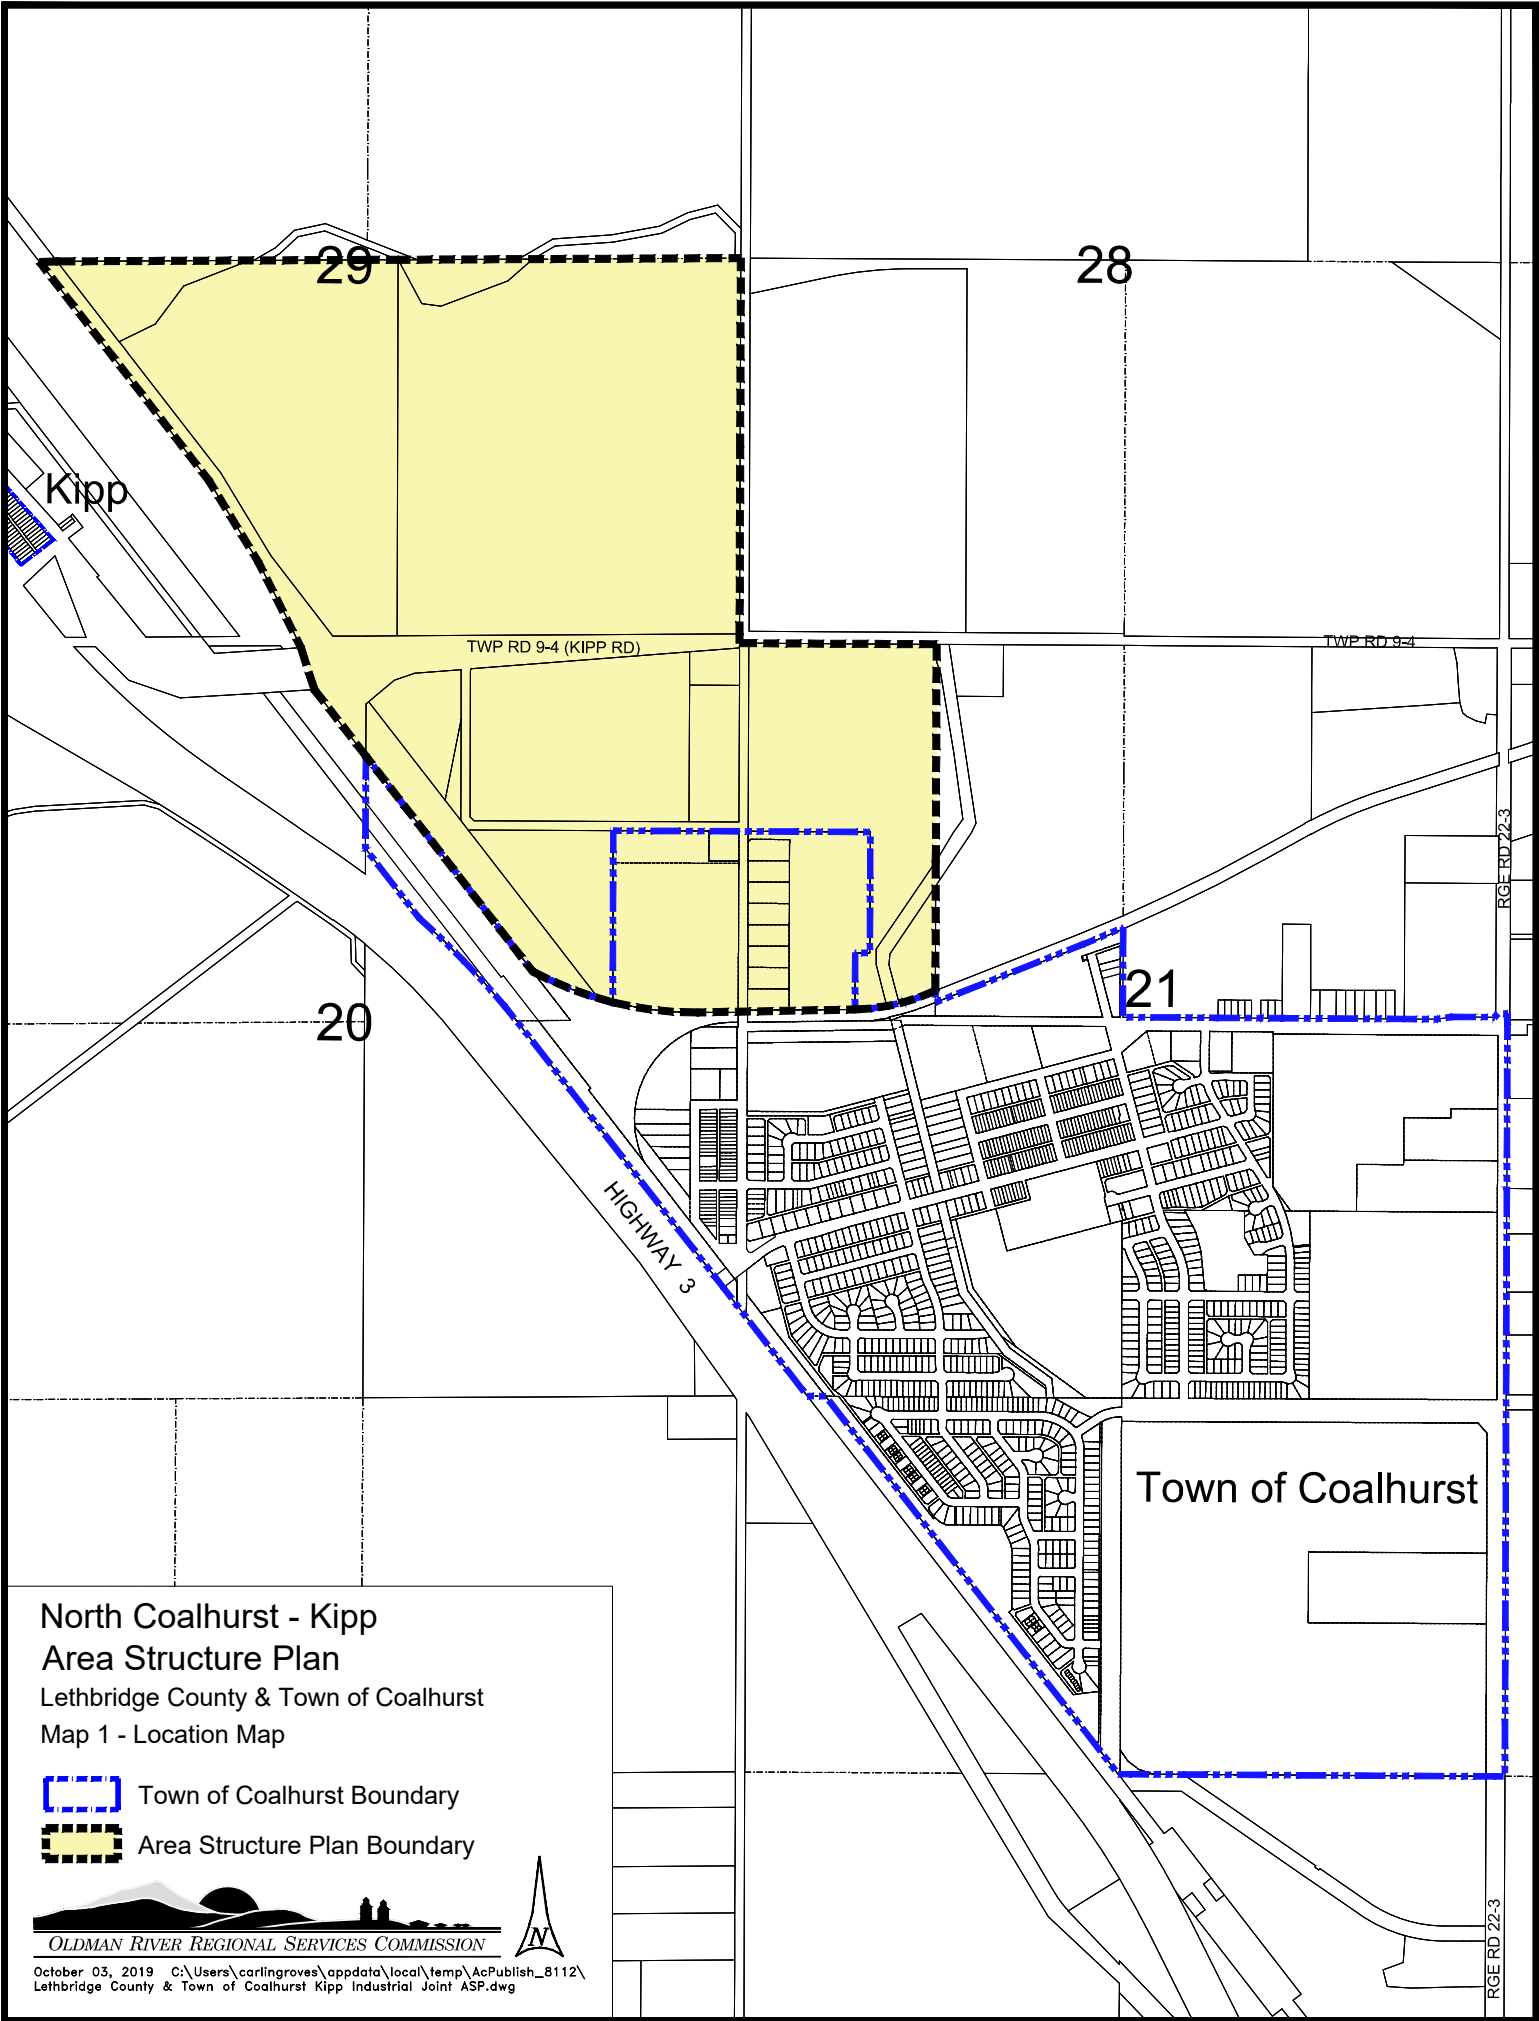 29
28
Kipp
TWP RD 9-4 (KIPP RD)
TWP RD 9-4
RGE RD 22-3
21
20
HIGHWAY 3
Town of Coalhurst
North Coalhurst - Kipp
Area Structure Plan
Lethbridge County & Town of Coalhurst
Map 1 - Location Map
Town of Coalhurst Boundary
Area Structure Plan Boundary
N
OLDMAN RIVER REGIONAL SERVICES COMMISSION
October 03, 2019 C:\Users\carlingroves\appdata\local\temp\AcPublish_8112\
Lethbridge County & Town of Coalhurst Kipp Industrial Joint ASP.dwg
RGE RD 22-3